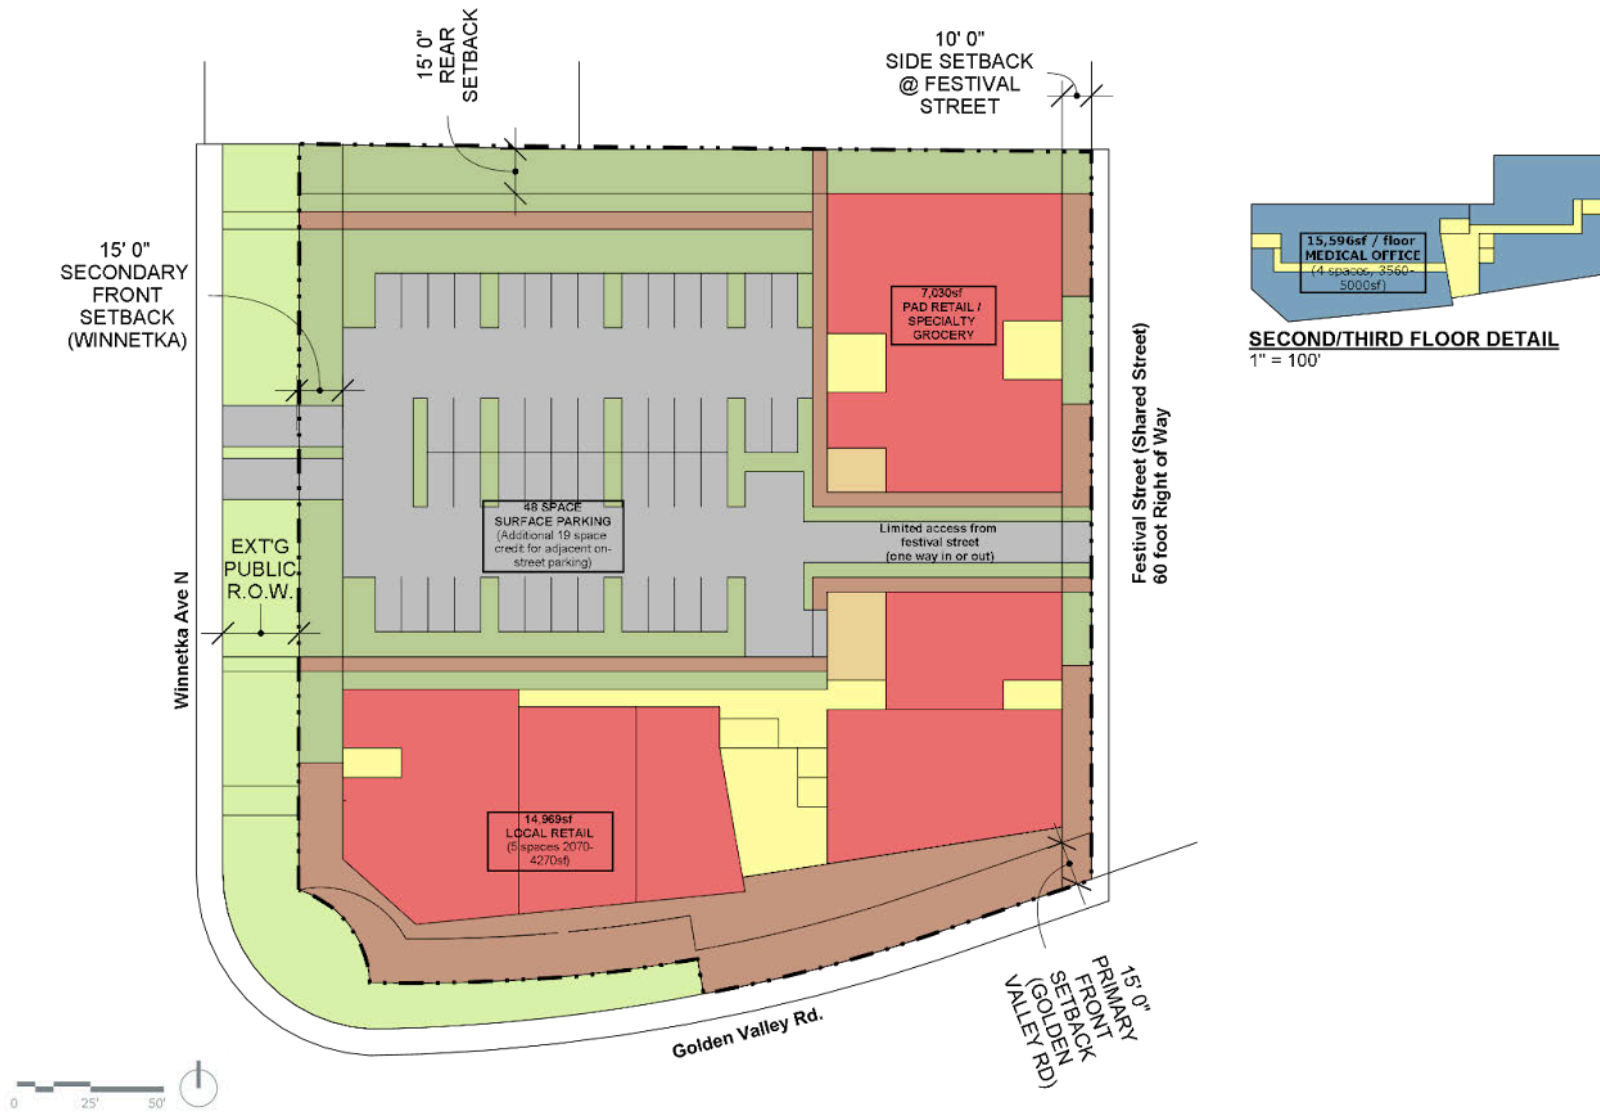 15' 0"
REAR
SETBACK
10' 0"
SIDE SETBACK
@ FESTIVAL
STREET
15' 0"
SECONDARY
FRONT
SETBACK
(WINNETKA)
7,030sf
PAD RETAIL /
SPECIALTY
GROCERY
15,596sf / floor
MEDICAL OFFICE
(4 spaces, 3560-
5000sf)
SECOND/THIRD FLOOR DETAIL
1" = 100'
Festival Street (Shared Street)
60 foot Right of Way
48 SPACE
SURFACE PARKING
(Additional 19 space
credit for adjacent on-
street parking)
Limited access from
festival street
(one way in or out)
EXT'G
PUBLIC
R.O.W.
Winnetka Ave N
14,969sf
LOCAL RETAIL
(5 spaces 2070-
4270sf)
15' 0"
PRIMARY
FRONT
SETBACK
(GOLDEN
VALLEY RD)
Golden Valley Rd.
0 25' 50'